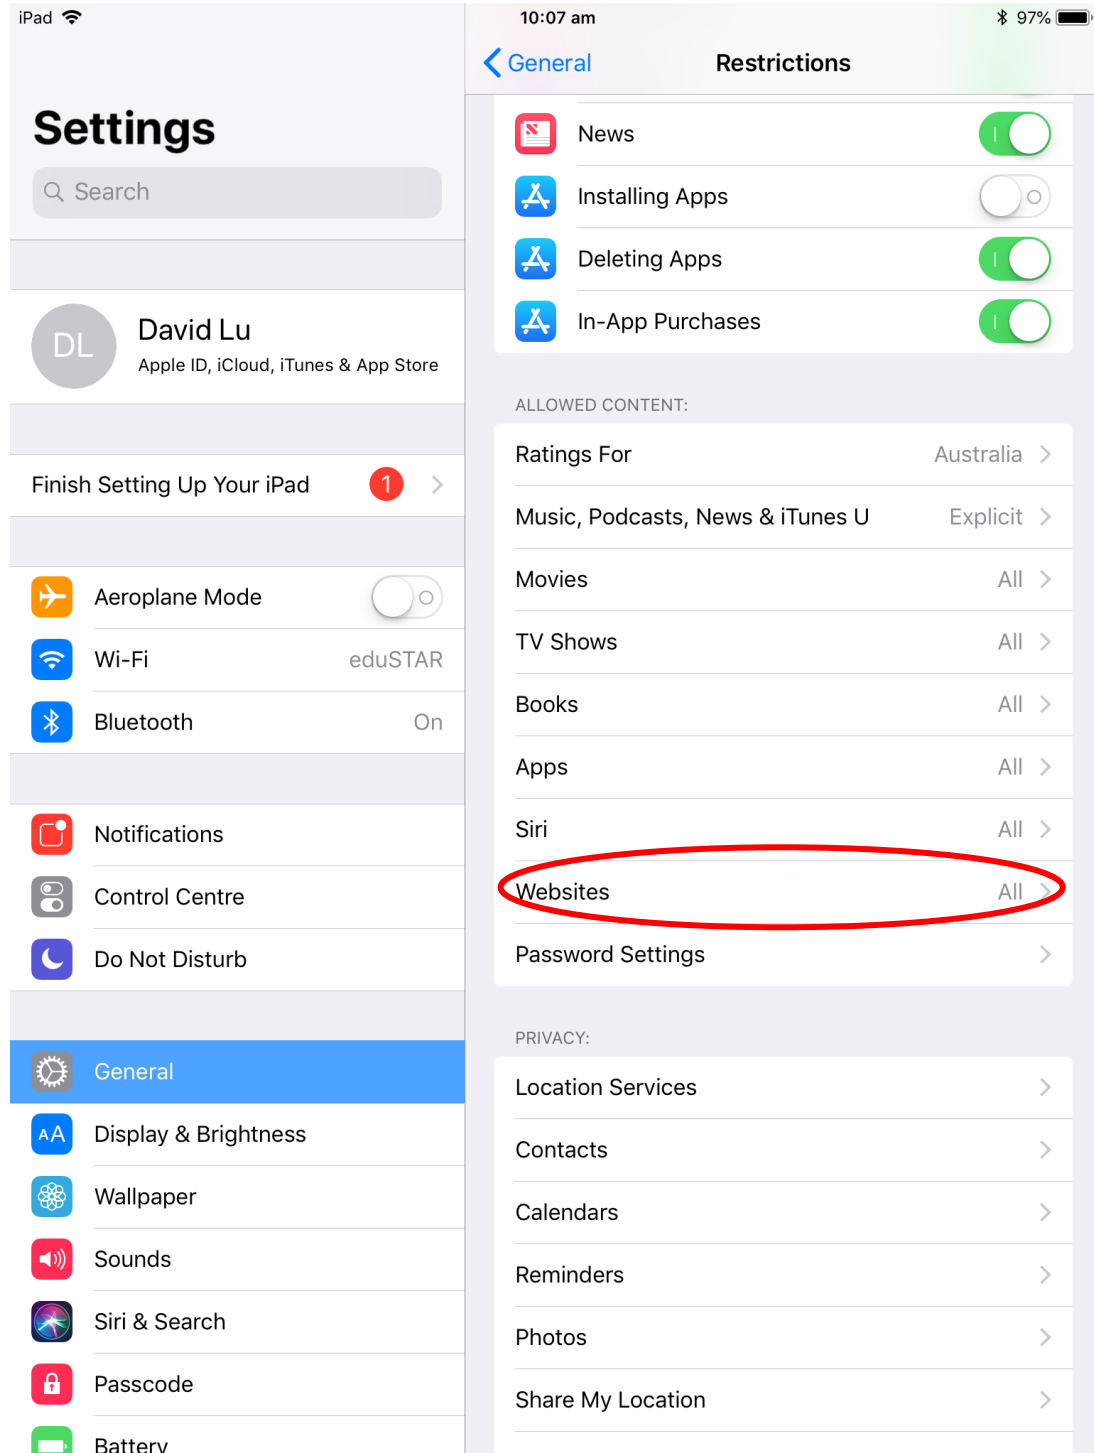 iPad
10:07 am
97%
Settings
Search
DL
David Lu
Apple ID, iCloud, iTunes & App Store
Finish Setting Up Your iPad
1
Aeroplane Mode
Wi-Fi
eduSTAR
Bluetooth
On
Notifications
Control Centre
Do Not Disturb
General
AA
Display & Brightness
Wallpaper
Sounds
Siri & Search
Passcode
Battery
General
Restrictions
News
Installing Apps
Deleting Apps
In-App Purchases
ALLOWED CONTENT:
Ratings For
Australia
Music, Podcasts, News & iTunes U
Explicit
Movies
All
TV Shows
All
Books
All
Apps
All
Siri
All
Websites
All
Password Settings
PRIVACY:
Location Services
Contacts
Calendars
Reminders
Photos
Share My Location